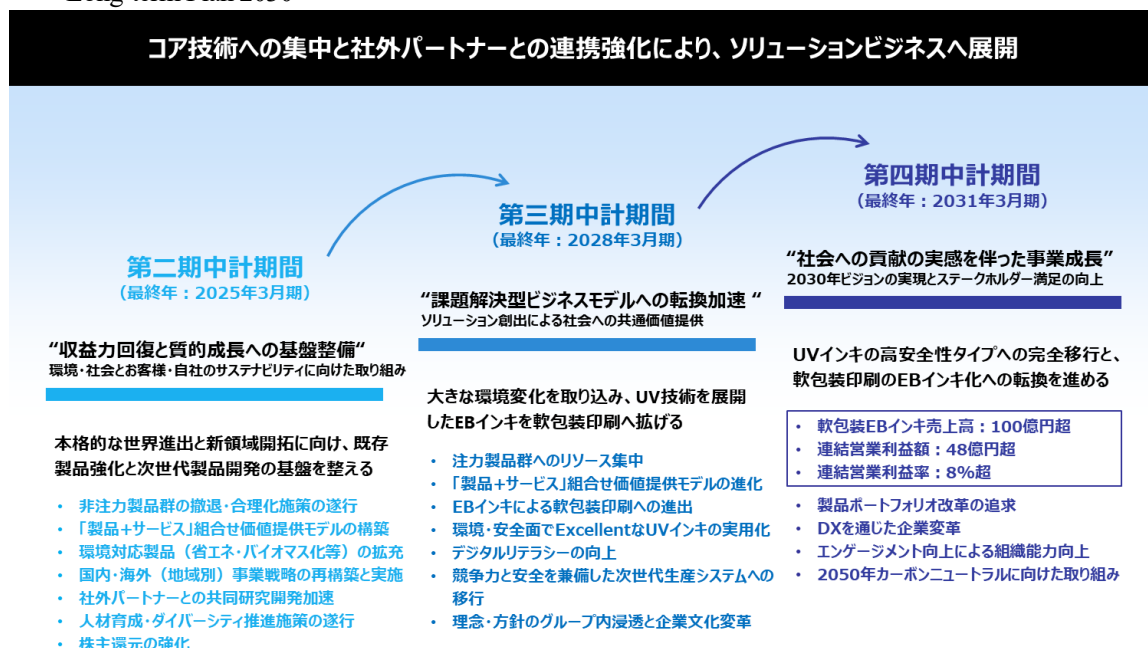 Long-term Plan 2030
コア技術への集中と社外パートナーとの連携強化により、ソリューションビジネスへ展開
第二期中計期間
(最終年：2025年3月期)
“収益力回復と質的成長への基盤整備“
環境・社会とお客様・自社のサステナビリティに向けた取り組み
本格的な世界進出と新領域開拓に向け、既存
製品強化と次世代製品開発の基盤を整える
・ 非注力製品群の撤退・合理化施策の遂行
・ 「製品+サービス」組合せ価値提供モデルの構築
・ 環境対応製品（省エネ・バイオマス化等）の拡充
・ 国内・海外（地域別）事業戦略の再構築と実施
・ 社外パートナーとの共同研究開発加速
・ 人材育成・ダイバーシティ推進施策の遂行
・ 株主還元の強化
第三期中計期間
(最終年：2028年3月期)
“課題解決型ビジネスモデルへの転換加速 “
ソリューション創出による社会への共通価値提供
大きな環境変化を取り込み、UV技術を展開
したEBインキを軟包装印刷へ拡げる
・ 注力製品群へのリソース集中
・ 「製品+サービス」組合せ価値提供モデルの進化
・ EBインキによる軟包装印刷への進出
・ 環境・安全面でExcellentなUVインキの実用化
・ デジタルリテラシーの向上
・ 競争力と安全を兼備した次世代生産システムへの
移行
・ 理念・方針のグループ内浸透と企業文化変革
第四期中計期間
(最終年：2031年3月期)
“社会への貢献の実感を伴った事業成長”
2030年ビジョンの実現とステークホルダー満足の向上
UVインキの高安全性タイプへの完全移行と、
軟包装印刷のEBインキ化への転換を進める
・ 軟包装EBインキ売上高：100億円超
・ 連結営業利益額：48億円超
・ 連結営業利益率：8%超
・ 製品ポートフォリオ改革の追求
・ DXを通じた企業変革
・ エンゲージメント向上による組織能力向上
・ 2050年カーボンニュートラルに向けた取り組み